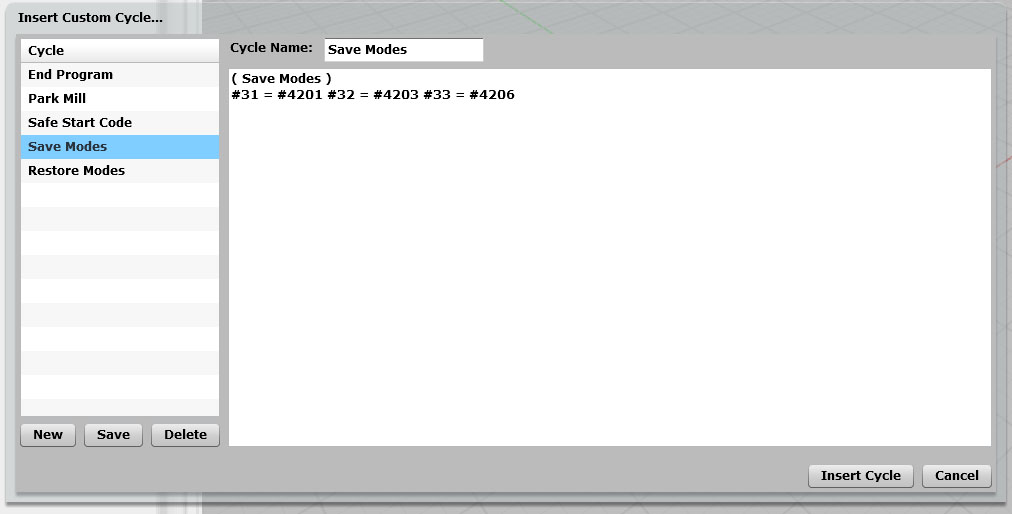 Insert Custom Cycle...
Cycle
End Program
Park Mill
Safe Start Code
Save Modes
Restore Modes
New Save Delete
Cycle Name: Save Modes
( Save Modes )
#31 = #4201 #32 = #4203 #33 = #4206
Insert Cycle Cancel